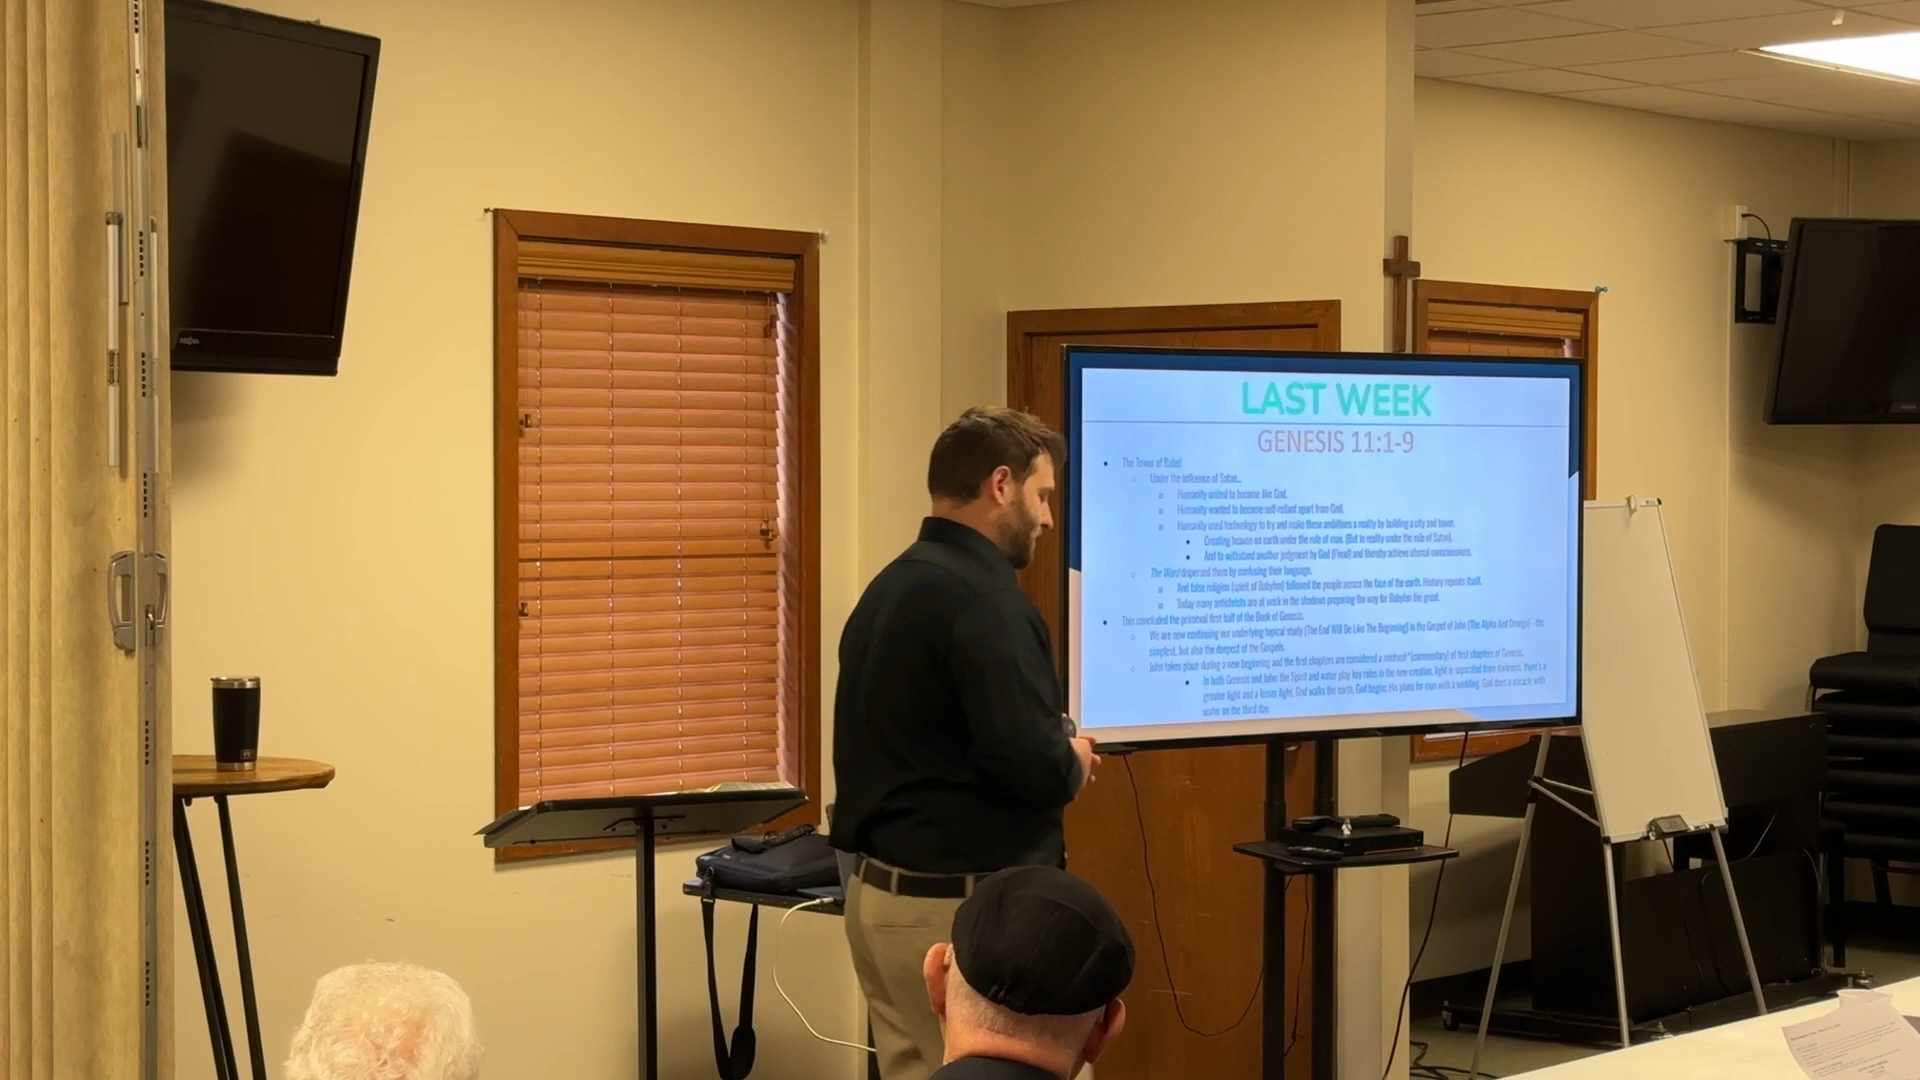 LAST WEEK
GENESIS 11:1-9
The Tower of Babel
Under the influence of Satan...
Humanity united to become like God.
Humanity wanted to become self-reliant apart from God.
Humanity used technology to try and make these ambitions a reality by building a city and tower.
Creating heaven on earth under the rule of man. (But in reality under the rule of Satan).
And to withstand another judgment by God (Flood) and thereby achieve eternal consciousness.
The Word dispersed them by confusing their language.
And false religion (spirit of Babylon) followed the people across the face of the earth. History repeats itself.
Today many antichrists are at work in the shadows preparing the way for Babylon the great.
This concluded the primeval first half of the Book of Genesis.
We are now continuing our underlying topical study (The End Will Be Like The Beginning) in the Gospel of John (The Alpha And Omega) - the
simplest, but also the deepest of the Gospels.
John takes place during a new beginning and the first chapters are considered a midrash "(commentary) of first chapters of Genesis.
In both Genesis and John: the Spirit and water play key roles in the new creation, light is separated from darkness, there's a
greater light and a lesser light, God walks the earth, God begins His plans for man with a wedding, God does a miracle with
water on the third day.